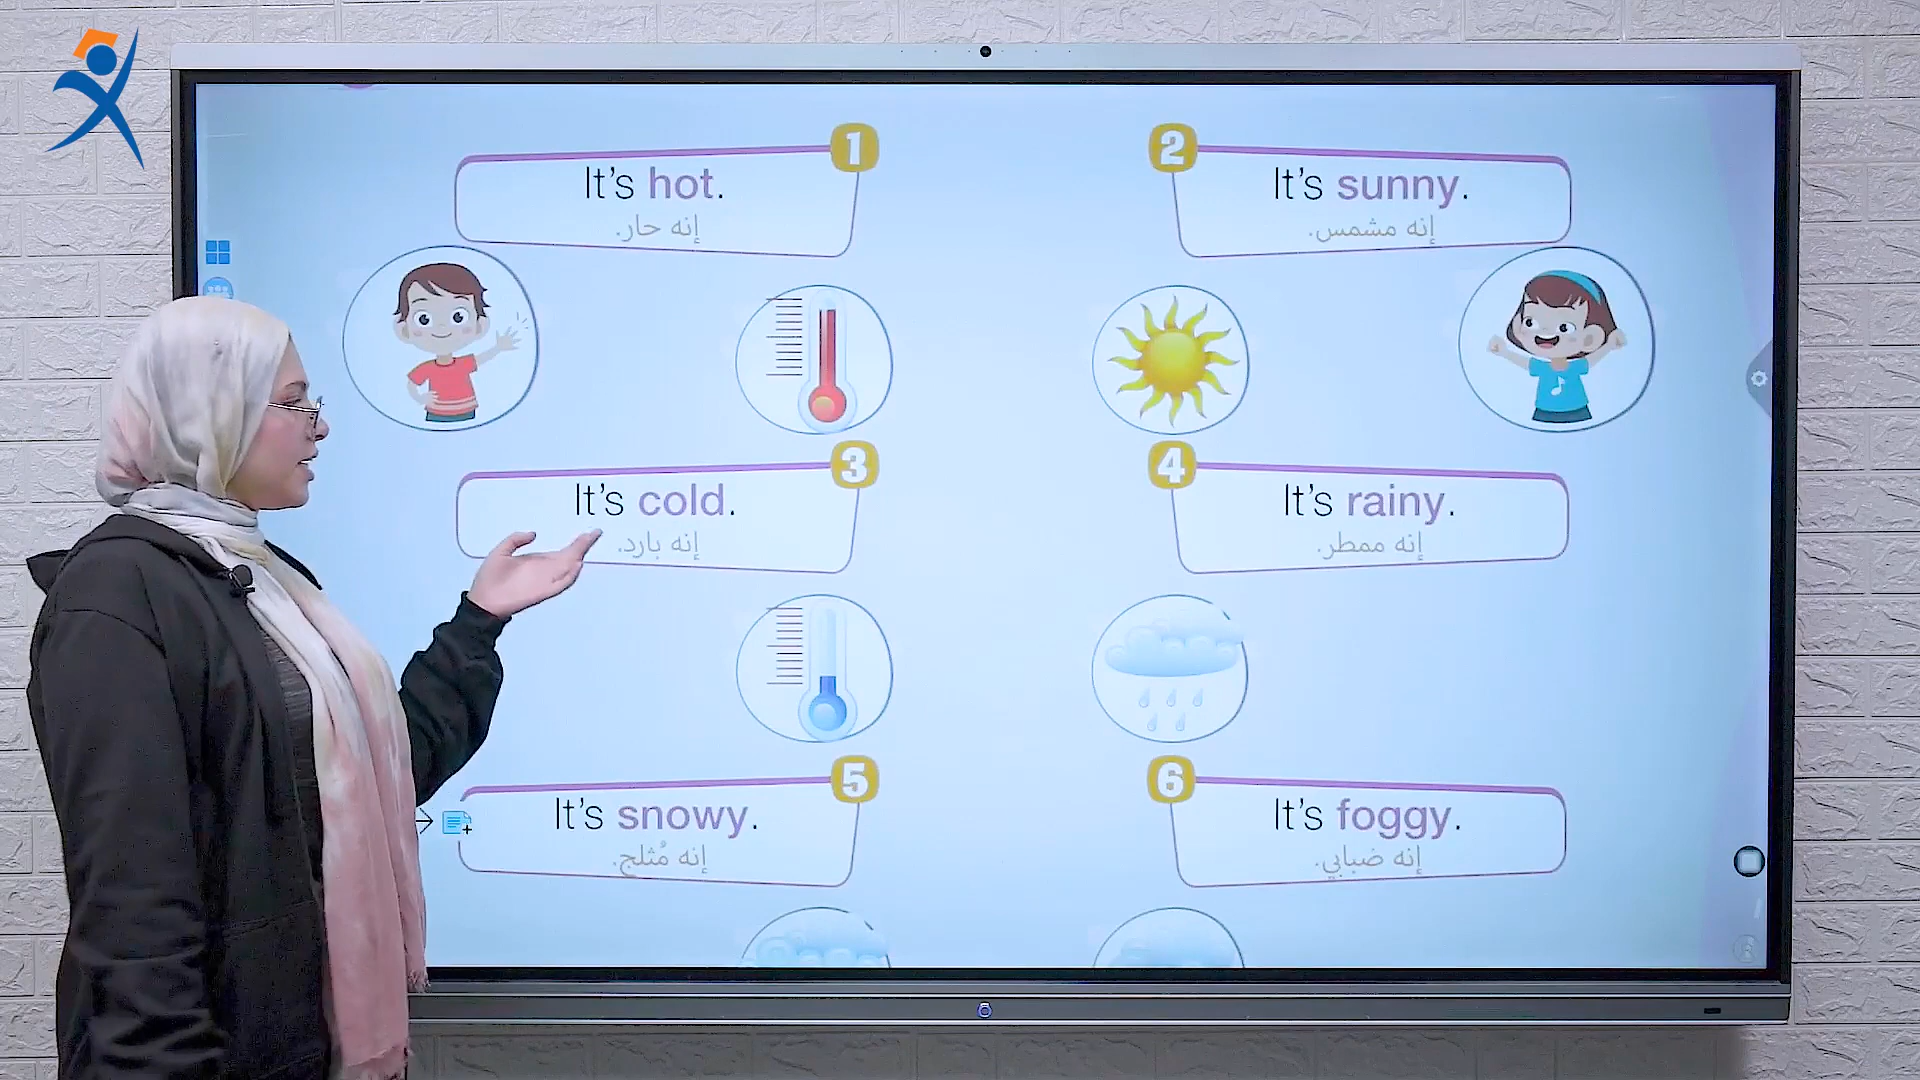 1
It's hot.
إنه حار.
2
It's sunny.
إنه مشمس.
3
It's cold.
إنه بارد.
4
It's rainy.
إنه ممطر.
5
It's snowy.
إنه مُثلج.
6
It's foggy.
إنه ضبابي.